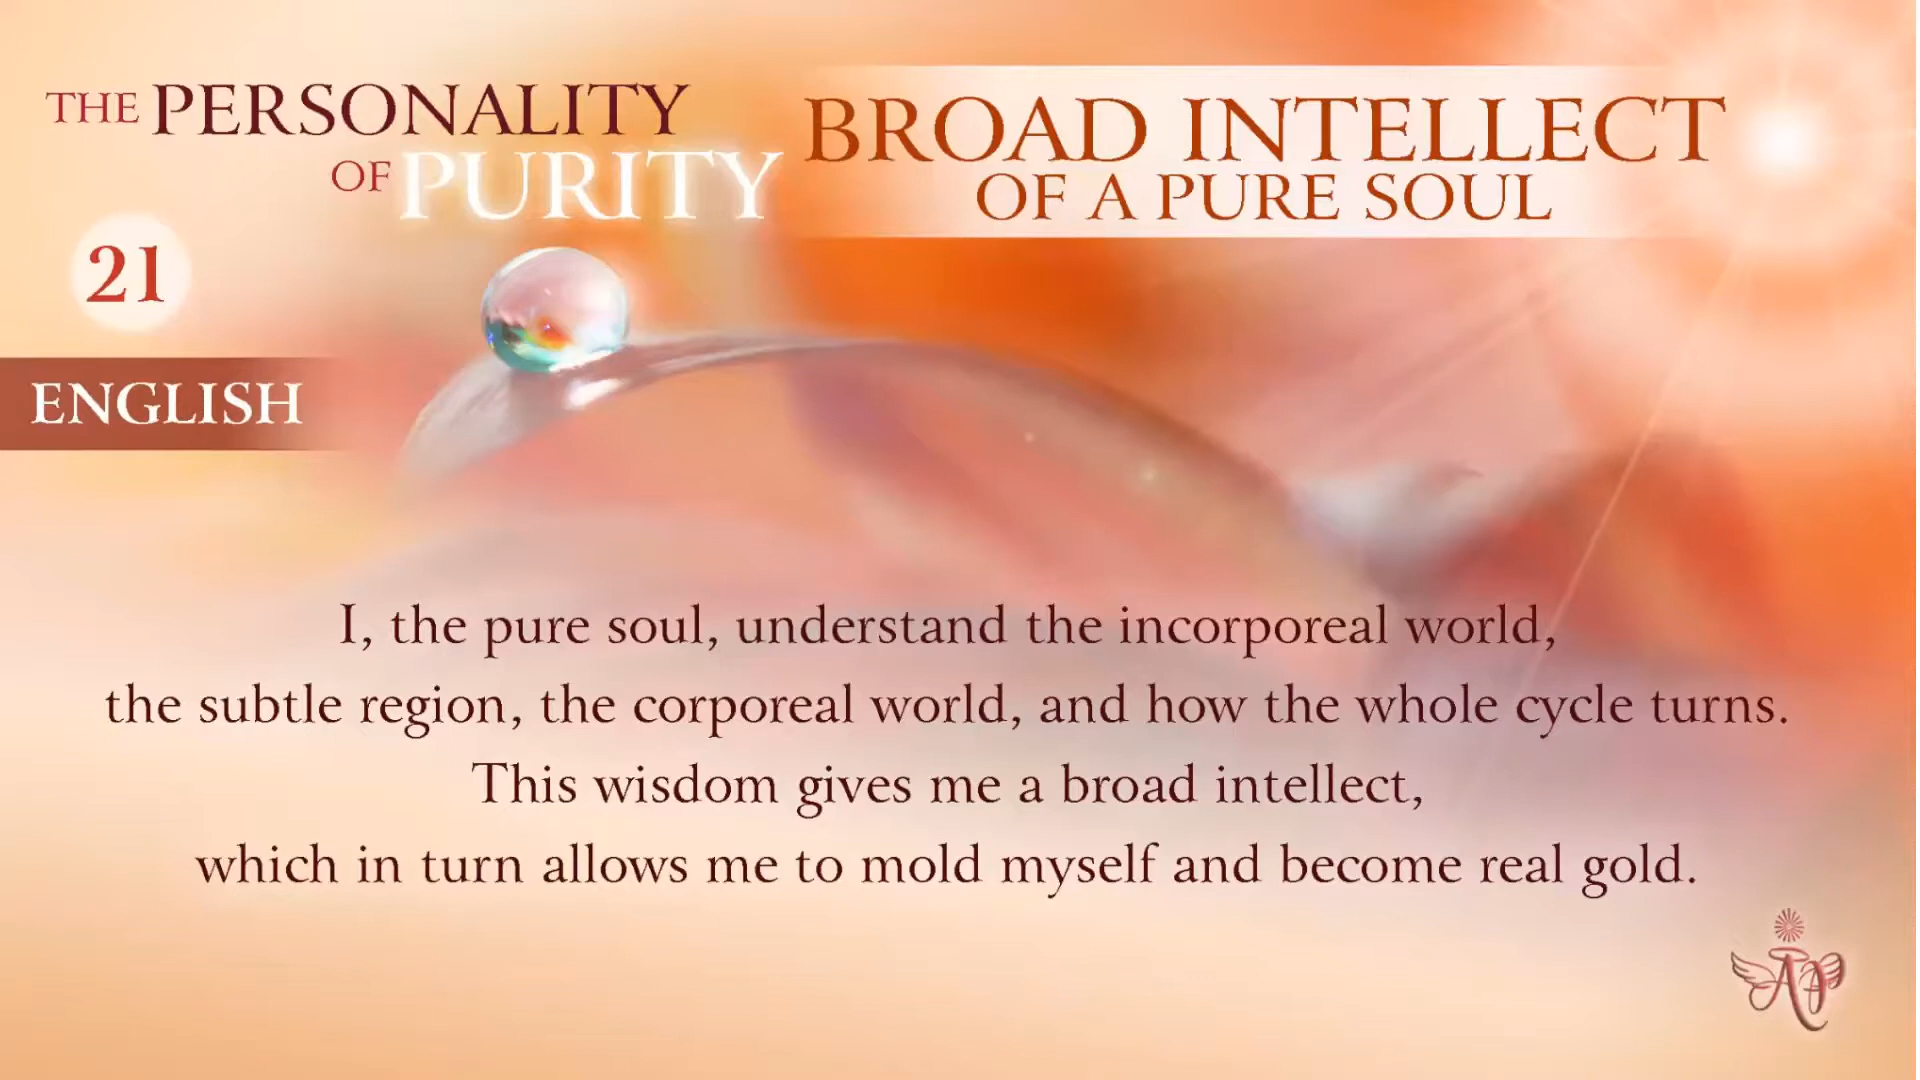 THE PERSONALITY
OF PURITY
BROAD INTELLECT
OF A PURE SOUL
21
ENGLISH
I, the pure soul, understand the incorporeal world,
the subtle region, the corporeal world, and how the whole cycle turns.
This wisdom gives me a broad intellect,
which in turn allows me to mold myself and become real gold.